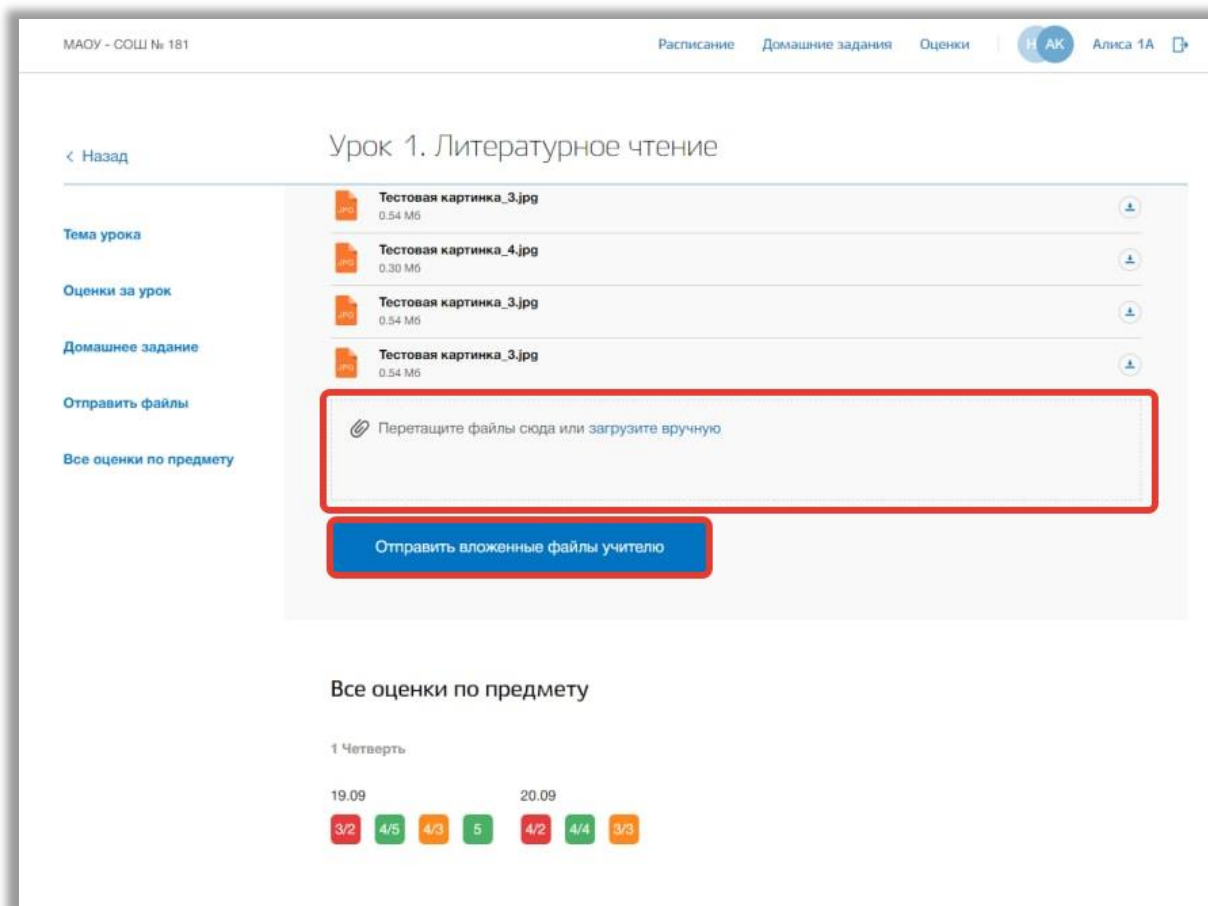 МАОУ - СОШ № 181
Расписание Домашние задания Оценки Н АК Алиса 1А
< Назад
Урок 1. Литературное чтение
Тема урока
Оценки за урок
Домашнее задание
Отправить файлы
Все оценки по предмету
JPG Тестовая картинка_3.jpg
0.54 Мб
JPG Тестовая картинка_4.jpg
0.30 Мб
JPG Тестовая картинка_3.jpg
0.54 Мб
JPG Тестовая картинка_3.jpg
0.54 Мб
Перетащите файлы сюда или загрузите вручную
Отправить вложенные файлы учителю
Все оценки по предмету
1 Четверть
19.09 20.09
3/2 4/5 4/3 5 4/2 4/4 3/3